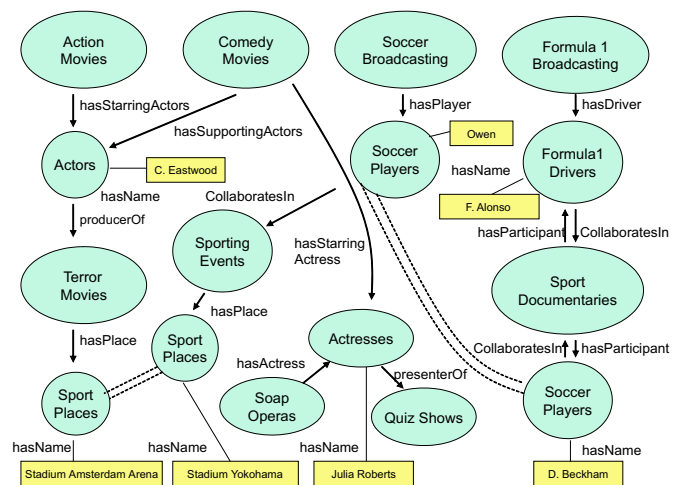 Action
Movies
Comedy
Movies
Soccer
Broadcasting
Formula 1
Broadcasting
hasStarringActors
hasSupportingActors
hasPlayer
hasDriver
Actors
C. Eastwood
hasName
producerOf
Soccer
Players
Owen
Formula1
Drivers
hasName
F. Alonso
CollaboratesIn
hasParticipant
CollaboratesIn
Sporting
Events
hasStarring
Actress
Terror
Movies
Sport
Documentaries
hasPlace
hasPlace
Sport
Places
Actresses
CollaboratesIn
hasParticipant
hasActress
presenterOf
Sport
Places
Soap
Operas
Quiz Shows
Soccer
Players
hasName
hasName
hasName
hasName
Stadium Amsterdam Arena
Stadium Yokohama
Julia Roberts
D. Beckham